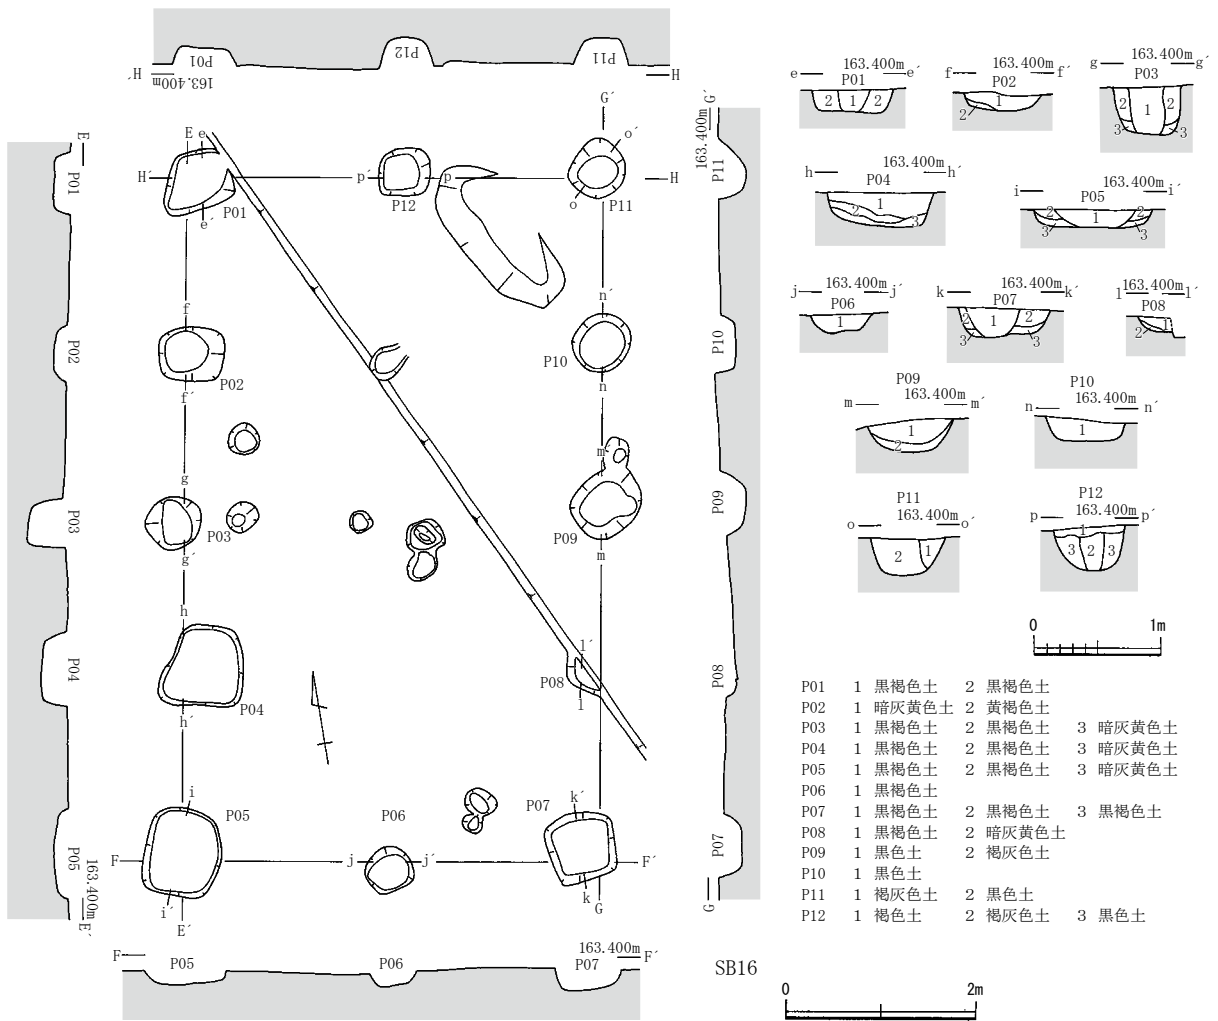 P01
P12
P11
163.400m
H´
H
G´
E
e
o´
H´
p´
p
H
P01
e´
P12
o
P11
f
n´
P02
f´
P10
n
g
m´
P03
g´
P09
m
h
l´
P04
h´
P08
l
i
P05
P06
P07
k´
F
j
j´
F´
i´
k
E´
G
E
P01
P02
P03
P04
P05
163.400m
E´
163.400m
G´
P11
P10
P09
P08
P07
G
F
P05
P06
163.400m
P07
F´
SB16
0
2m
163.400m
e
e´
P01
2
1
2
163.400m
f
f´
P02
1
2
163.400m
g
g´
P03
2
1
2
3
3
163.400m
h
h´
P04
1
2
3
163.400m
i
i´
P05
2
1
2
3
3
163.400m
j
j´
P06
1
163.400m
k
k´
P07
2
1
2
3
3
163.400m
l
l´
P08
1
2
P09
163.400m
m
m´
1
2
P10
163.400m
n
n´
1
P11
163.400m
o
o´
2
1
P12
163.400m
p
p´
1
3
2
3
0
1m
P01 1 黒褐色土 2 黒褐色土
P02 1 暗灰黄色土 2 黄褐色土
P03 1 黒褐色土 2 黒褐色土 3 暗灰黄色土
P04 1 黒褐色土 2 黒褐色土 3 暗灰黄色土
P05 1 黒褐色土 2 黒褐色土 3 暗灰黄色土
P06 1 黒褐色土
P07 1 黒褐色土 2 黒褐色土 3 黒褐色土
P08 1 黒褐色土 2 暗灰黄色土
P09 1 黒色土 2 褐灰色土
P10 1 黒色土
P11 1 褐灰色土 2 黒色土
P12 1 褐色土 2 褐灰色土 3 黒色土